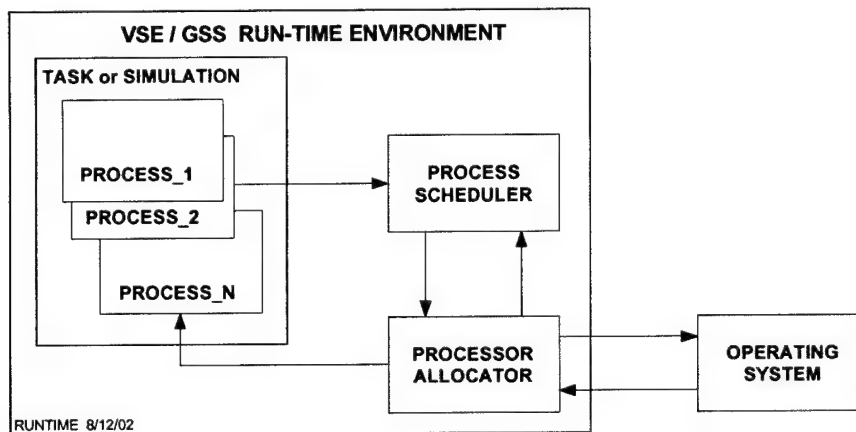 VSE / GSS RUN-TIME ENVIRONMENT
TASK or SIMULATION
PROCESS_1
PROCESS_2
PROCESS_N
PROCESS
SCHEDULER
PROCESSOR
ALLOCATOR
OPERATING
SYSTEM
RUNTIME 8/12/02